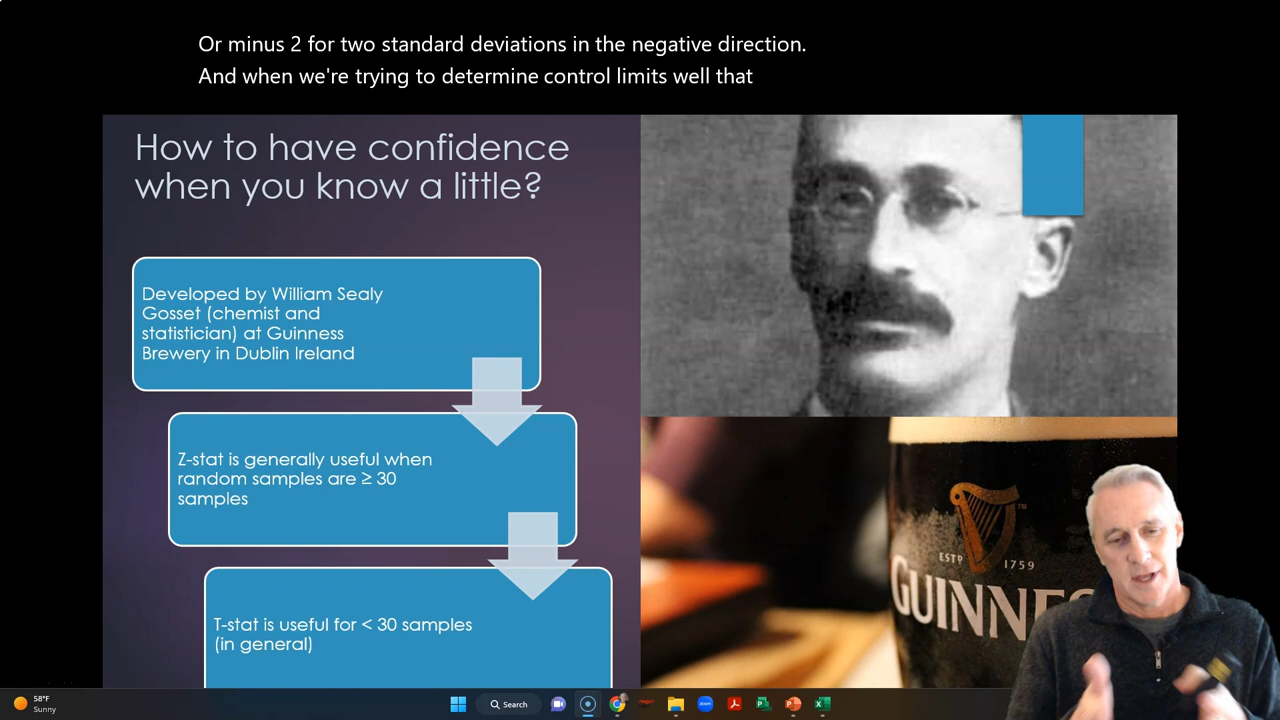 Or minus 2 for two standard deviations in the negative direction.
And when we're trying to determine control limits well that
How to have confidence
when you know a little?
Developed by William Sealy
Gosset (chemist and
statistician) at Guinness
Brewery in Dublin Ireland
Z-stat is generally useful when
random samples are ≥ 30
samples
T-stat is useful for < 30 samples
(in general)
TM
ESTD 1759
GUINNES
58°F
Sunny
Search